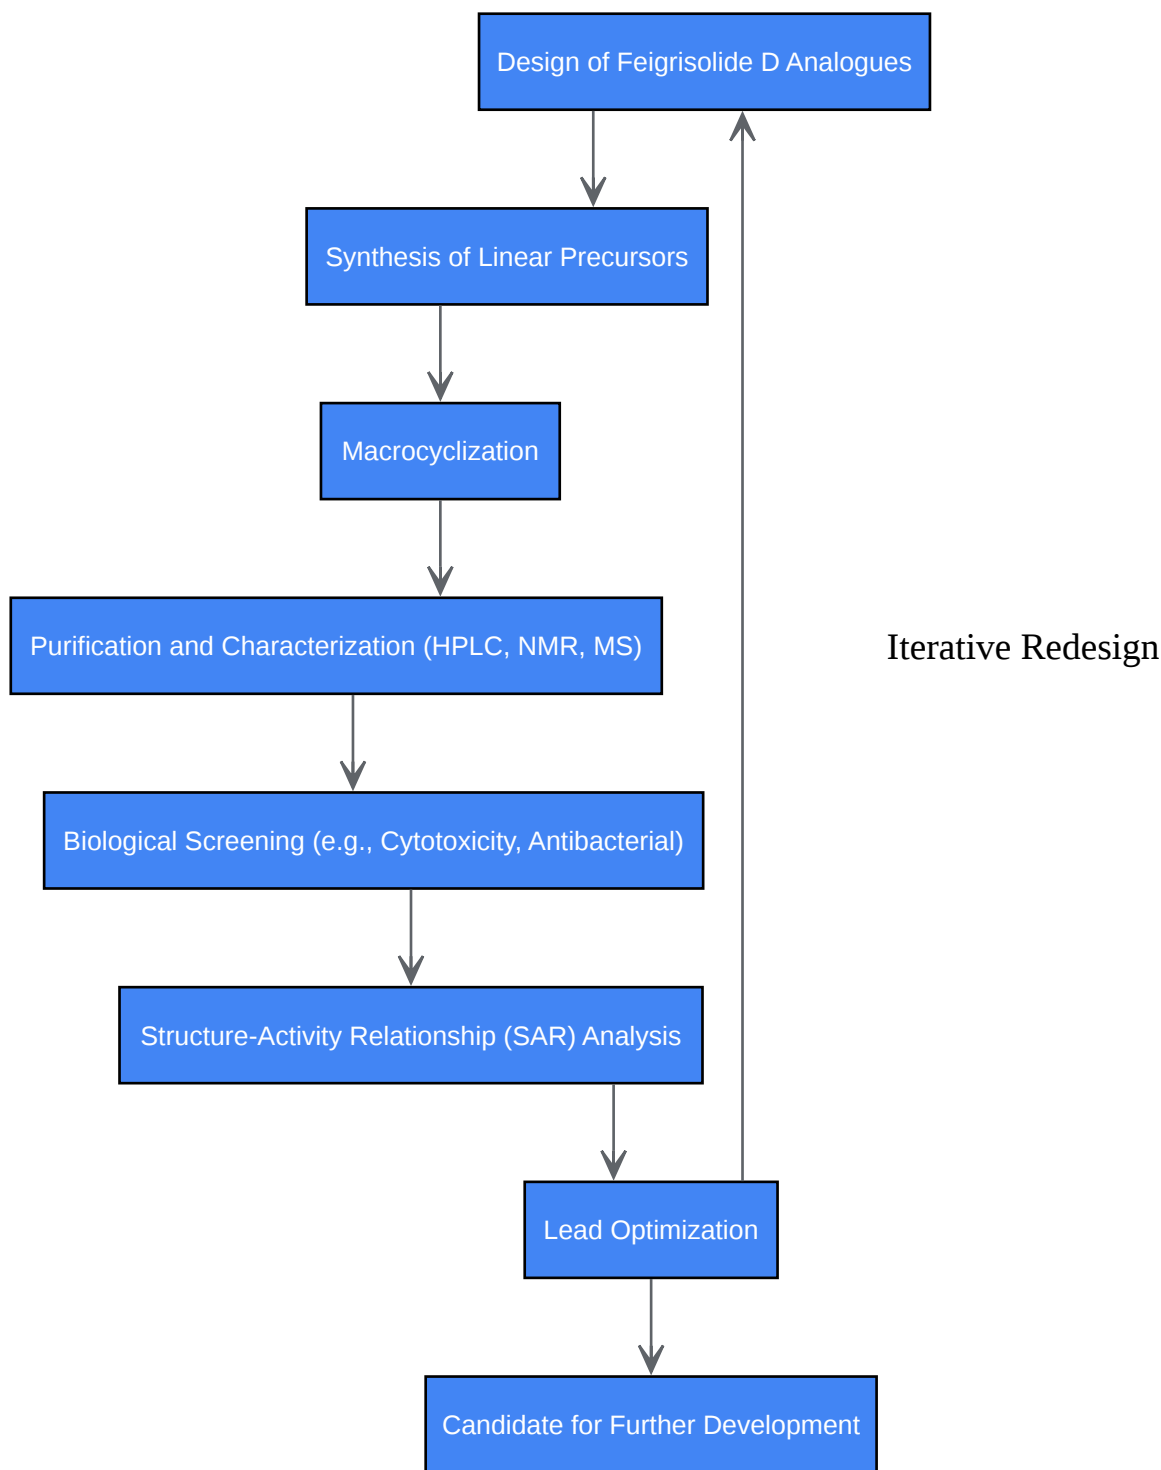 Design of Feigrisolide D Analogues
Synthesis of Linear Precursors
Macrocyclization
Purification and Characterization (HPLC, NMR, MS)
Iterative Redesign
Biological Screening (e.g., Cytotoxicity, Antibacterial)
Structure-Activity Relationship (SAR) Analysis
Lead Optimization
Candidate for Further Development